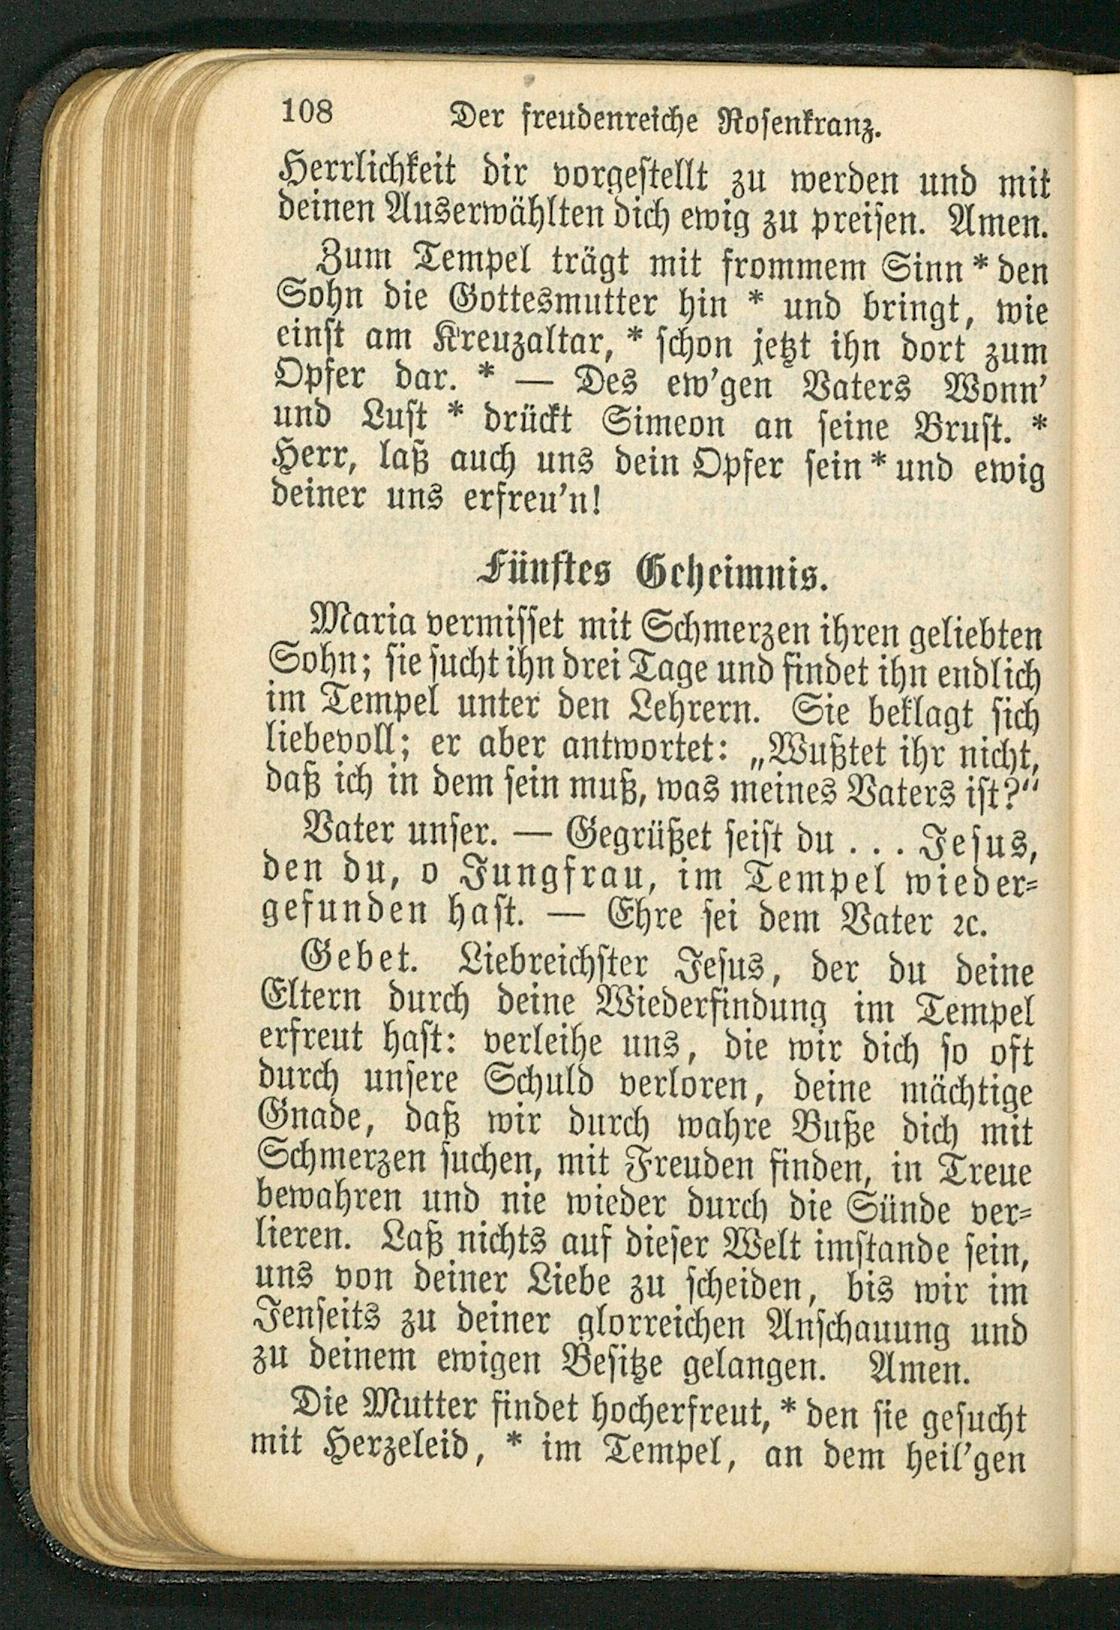 108 Der freudenreiche Rosenkranz.
Herrlichkeit dir vorgestellt zu werden und mit
deinen Auserwählten dich ewig zu preisen. Amen.
Zum Tempel trägt mit frommem Sinn * den
Sohn die Gottesmutter hin * und bringt, wie
einst am Kreuzaltar, * schon jetzt ihn dort zum
Opfer dar. * — Des ew'gen Vaters Wonn'
und Lust * drückt Simeon an seine Brust. *
Herr, laß auch uns dein Opfer sein * und ewig
deiner uns erfreu'n!
Fünftes Geheimnis.
Maria vermisset mit Schmerzen ihren geliebten
Sohn; sie sucht ihn drei Tage und findet ihn endlich
im Tempel unter den Lehrern. Sie beklagt sich
liebevoll; er aber antwortet: „Wußtet ihr nicht,
daß ich in dem sein muß, was meines Vaters ist?“
Vater unser. — Gegrüßet seist du . . . Jesus,
den du, o Jungfrau, im Tempel wieder-
gefunden hast. — Ehre sei dem Vater ꝛc.
Gebet. Liebreichster Jesus, der du deine
Eltern durch deine Wiederfindung im Tempel
erfreut hast: verleihe uns, die wir dich so oft
durch unsere Schuld verloren, deine mächtige
Gnade, daß wir durch wahre Buße dich mit
Schmerzen suchen, mit Freuden finden, in Treue
bewahren und nie wieder durch die Sünde ver-
lieren. Laß nichts auf dieser Welt imstande sein,
uns von deiner Liebe zu scheiden, bis wir im
Jenseits zu deiner glorreichen Anschauung und
zu deinem ewigen Besitze gelangen. Amen.
Die Mutter findet hocherfreut, * den sie gesucht
mit Herzeleid, * im Tempel, an dem heil'gen